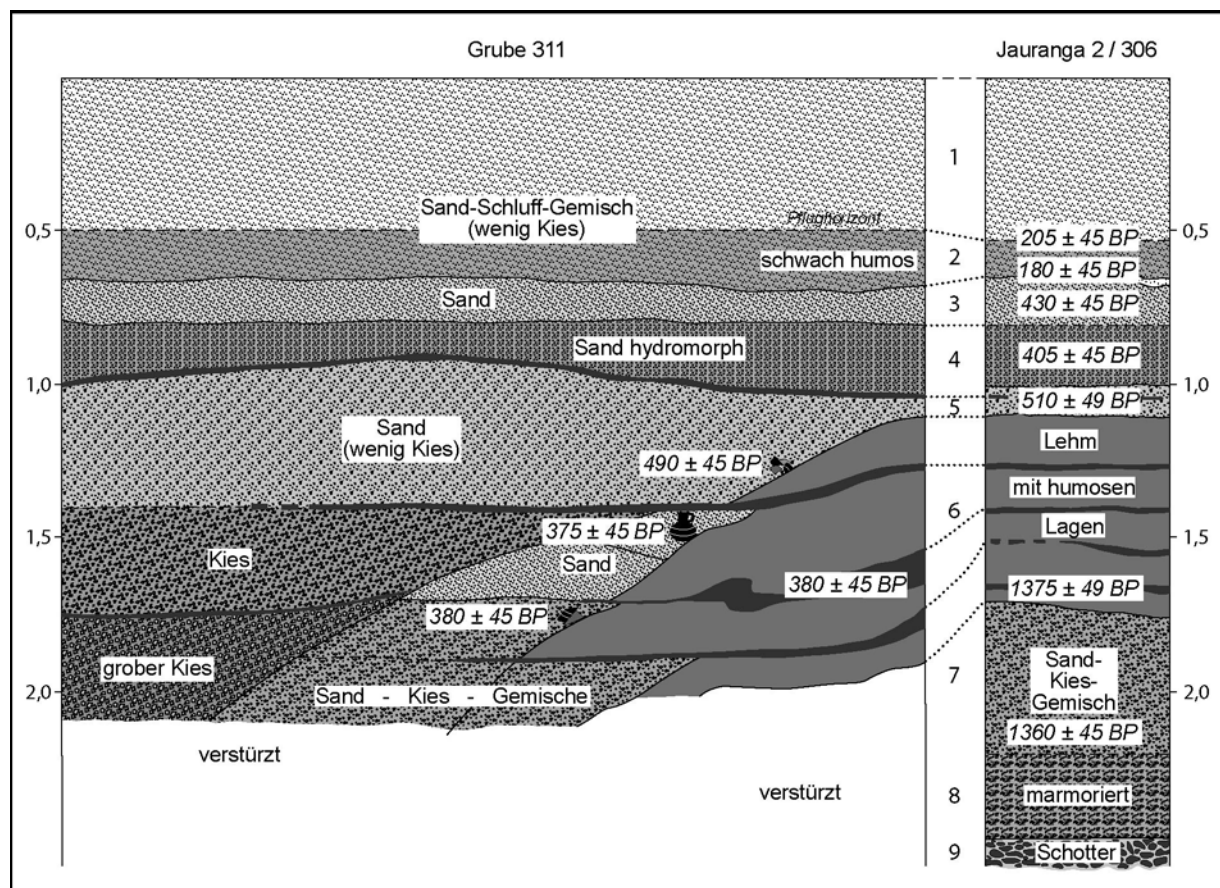 Grube 311
Jauranga 2 / 306
1
Sand-Schluff-Gemisch
(wenig Kies)
Pflughorizont
0,5
0,5
205 ± 45 BP
schwach humos
2
180 ± 45 BP
Sand
3
430 ± 45 BP
Sand hydromorph
4
405 ± 45 BP
1,0
1,0
5
510 ± 49 BP
Sand
(wenig Kies)
Lehm
490 ± 45 BP
mit humosen
6
Lagen
375 ± 45 BP
1,5
1,5
Kies
Sand
380 ± 45 BP
1375 ± 49 BP
380 ± 45 BP
grober Kies
Sand - Kies - Gemische
7
Sand-
Kies-
Gemisch
2,0
2,0
1360 ± 45 BP
verstürzt
verstürzt
8
marmoriert
9
Schotter